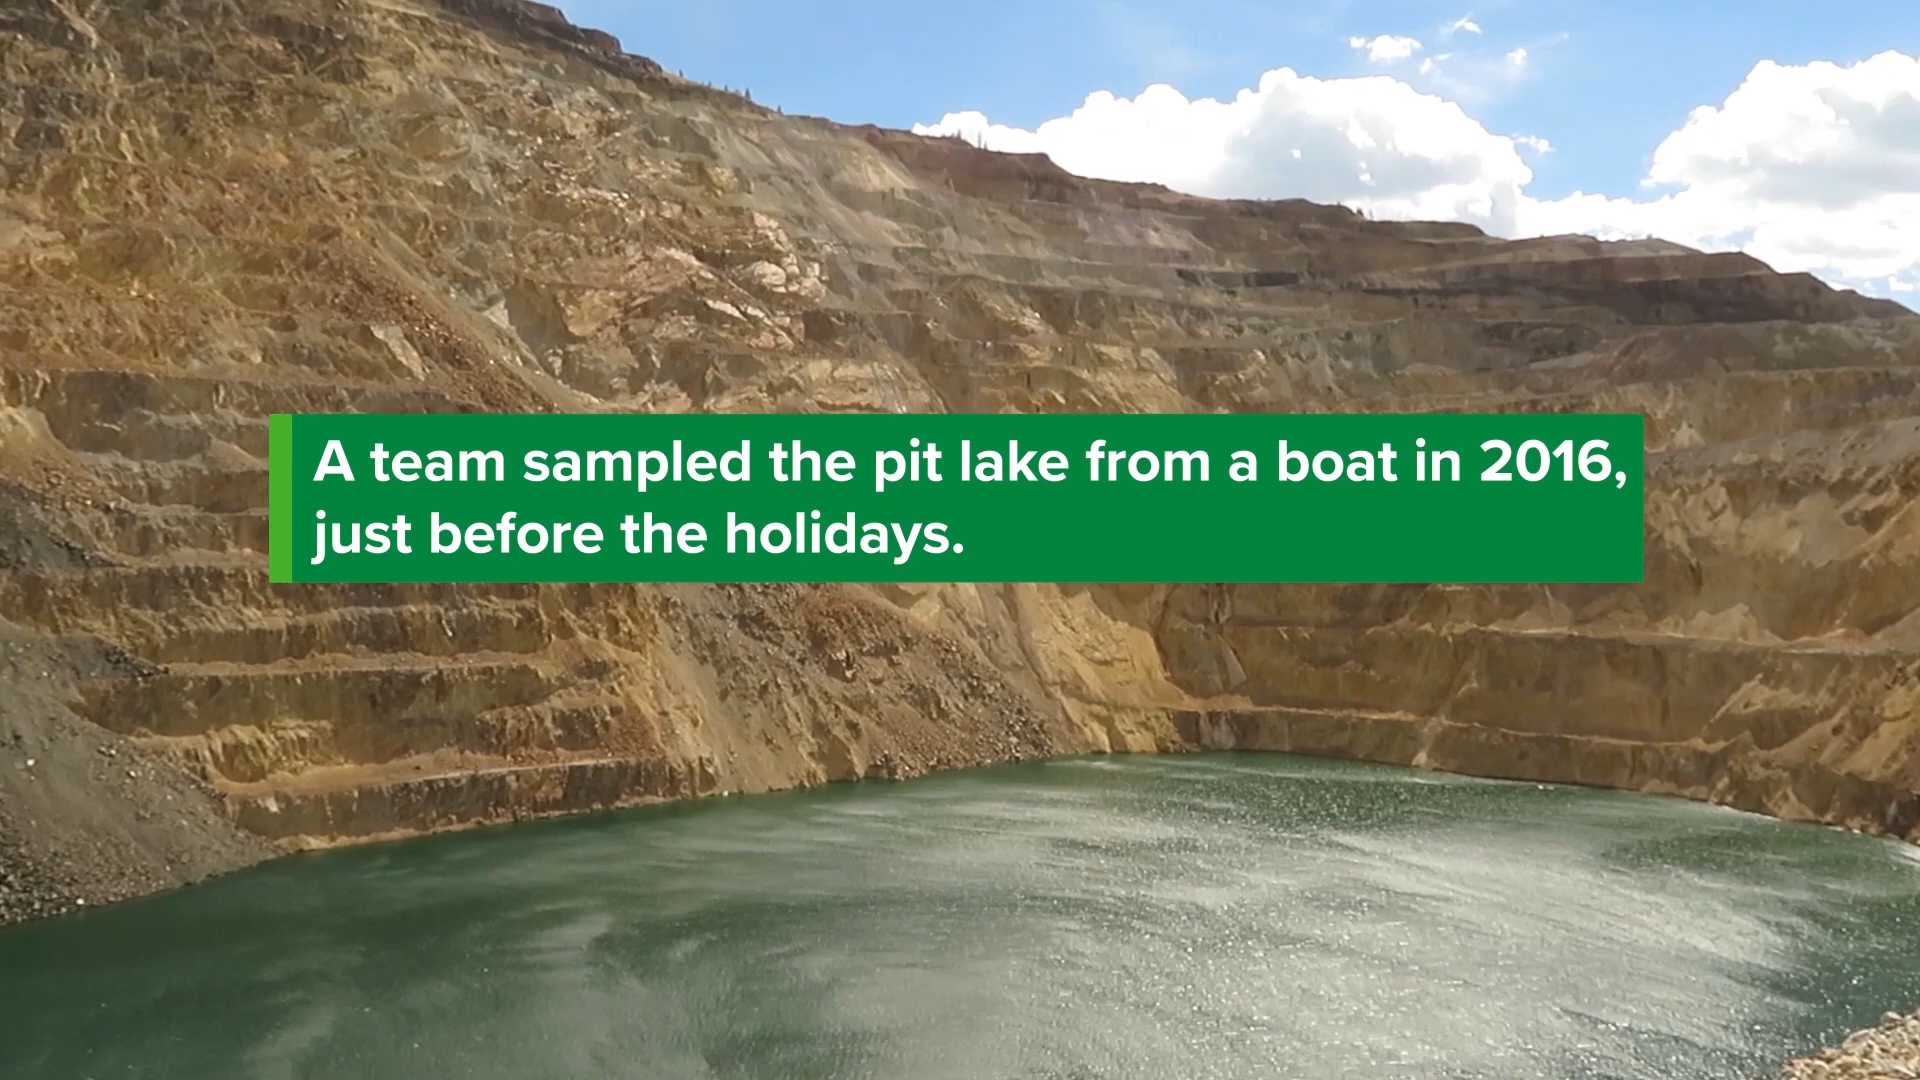 A team sampled the pit lake from a boat in 2016,
just before the holidays.